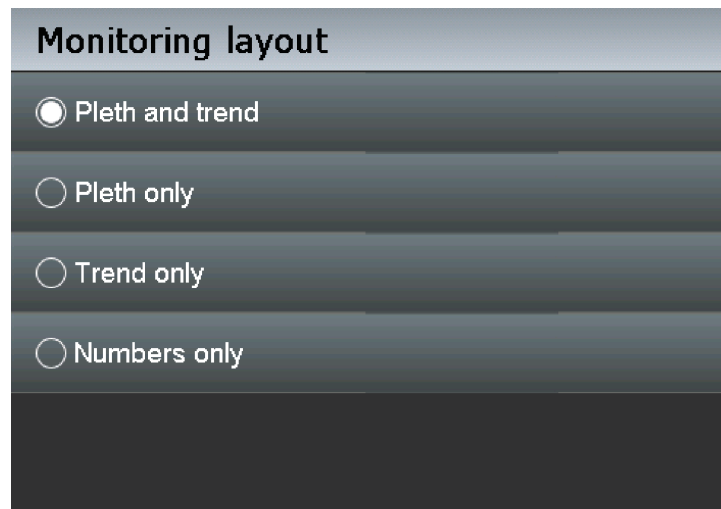 Monitoring layout
Pleth and trend
Pleth only
Trend only
Numbers only